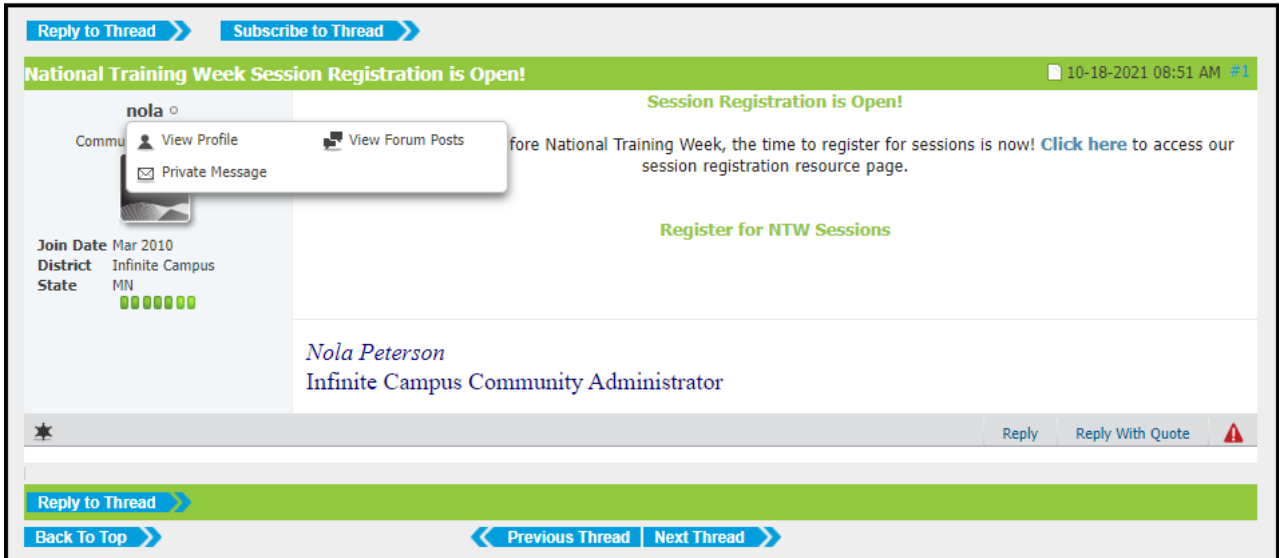 Reply to Thread Subscribe to Thread
National Training Week Session Registration is Open! 10-18-2021 08:51 AM #1
nola
Commu
View Profile View Forum Posts
Private Message
Join Date Mar 2010
District Infinite Campus
State MN
Session Registration is Open!
fore National Training Week, the time to register for sessions is now! Click here to access our
session registration resource page.
Register for NTW Sessions
Nola Peterson
Infinite Campus Community Administrator
Reply Reply With Quote
Reply to Thread
Back To Top Previous Thread Next Thread